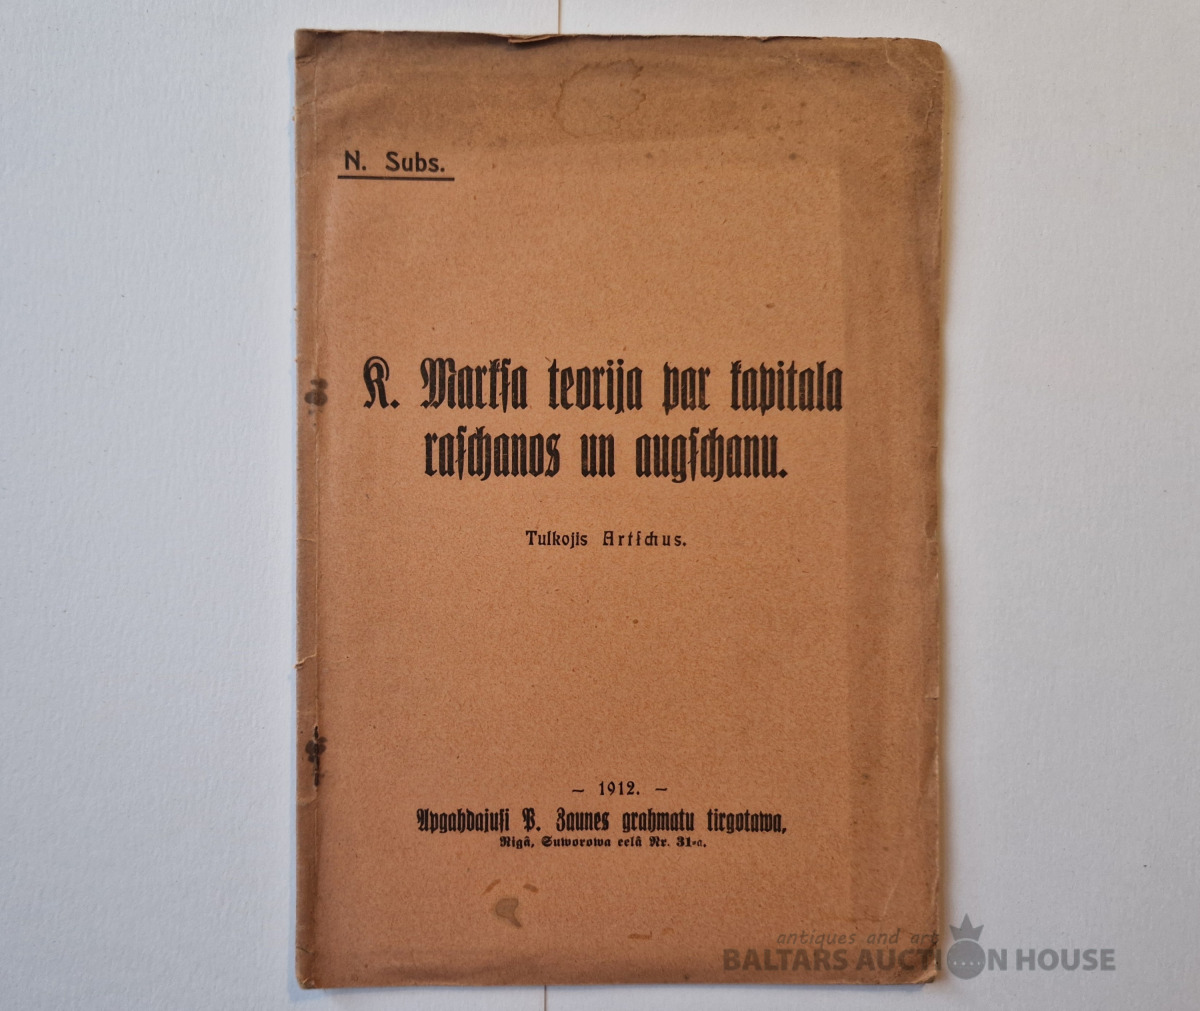 N. Subs.
K. Markſa teorija par kapitala
raſchanos un augſchanu.
Tulkojis Artſchus.
– 1912. –
Apgahdajuſi P. Zaunes grahmatu tirgotawa,
Rigâ, Suworowa eelâ Nr. 31-a.
antiques and art
BALTARS AUCTION HOUSE